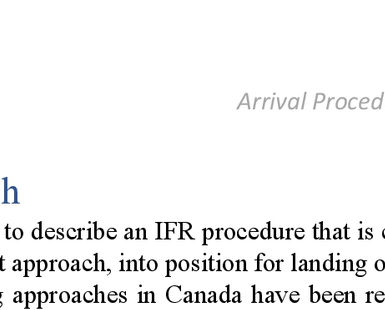 Arrival Proced
h
to describe an IFR procedure that is c
t approach, into position for landing o
g approaches in Canada have been re